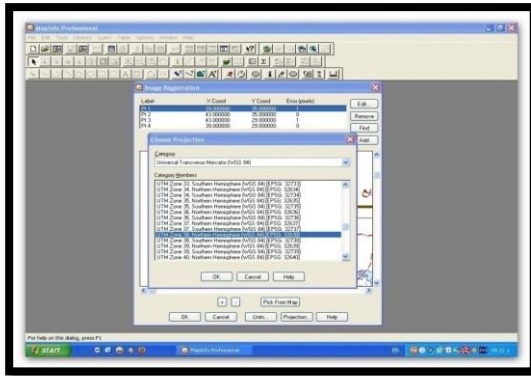 MapInfo Professional
File Edit Tools Objects Query Table Options Window Help
Image Registration
Label X Coord Y Coord Error (pixels)
Pt 1 39.000000 35.000000 1
Pt 2 43.000000 35.000000 0
Pt 3 43.000000 29.000000 1
Pt 4 39.000000 29.000000 0
Edit...
Remove
Find
Add
Choose Projection
Category
Universal Transverse Mercator (WGS 84)
Category Members
UTM Zone 33, Southern Hemisphere (WGS 84) [EPSG: 32733]
UTM Zone 34, Northern Hemisphere (WGS 84) [EPSG: 32634]
UTM Zone 34, Southern Hemisphere (WGS 84) [EPSG: 32734]
UTM Zone 35, Northern Hemisphere (WGS 84) [EPSG: 32635]
UTM Zone 35, Southern Hemisphere (WGS 84) [EPSG: 32735]
UTM Zone 36, Northern Hemisphere (WGS 84) [EPSG: 32636]
UTM Zone 36, Southern Hemisphere (WGS 84) [EPSG: 32736]
UTM Zone 37, Northern Hemisphere (WGS 84) [EPSG: 32637]
UTM Zone 37, Southern Hemisphere (WGS 84) [EPSG: 32737]
UTM Zone 38, Northern Hemisphere (WGS 84) [EPSG: 32638]
UTM Zone 38, Southern Hemisphere (WGS 84) [EPSG: 32738]
UTM Zone 39, Northern Hemisphere (WGS 84) [EPSG: 32639]
UTM Zone 39, Southern Hemisphere (WGS 84) [EPSG: 32739]
UTM Zone 40, Northern Hemisphere (WGS 84) [EPSG: 32640]
OK Cancel Help
+ - Pick From Map
OK Cancel Units... Projection... Help
For help on this dialog, press F1
start MapInfo Professional EN